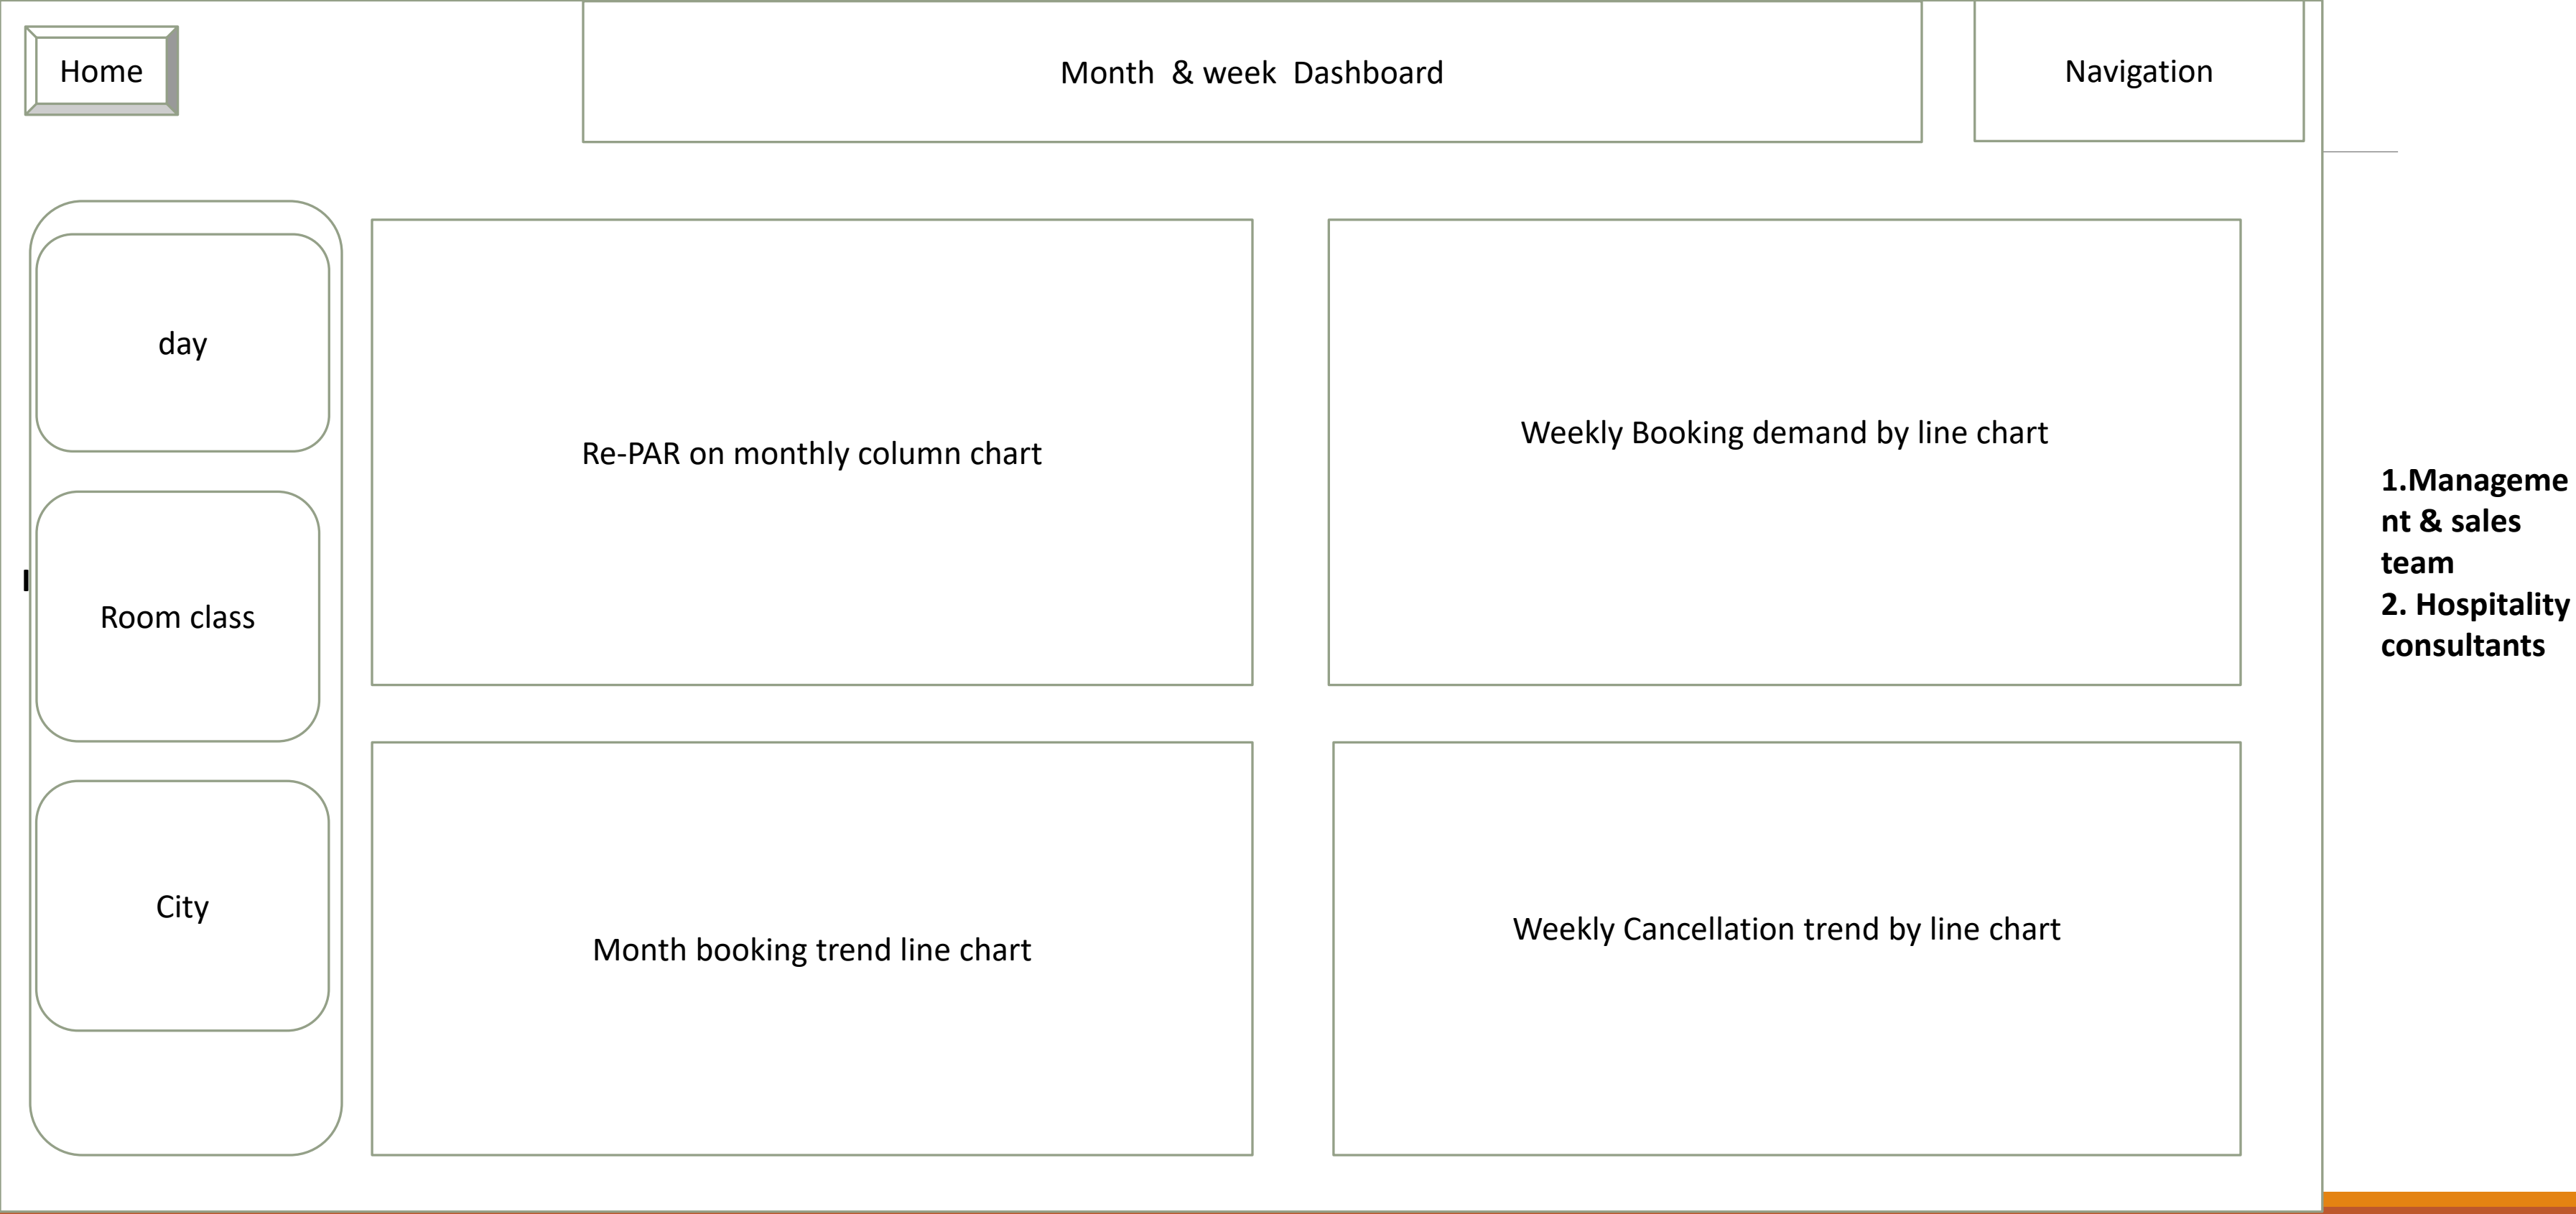 Home
Month & week Dashboard
Navigation
day
Room class
City
Re-PAR on monthly column chart
Weekly Booking demand by line chart
Month booking trend line chart
Weekly Cancellation trend by line chart
1.Manageme
nt & sales
team
2. Hospitality
consultants